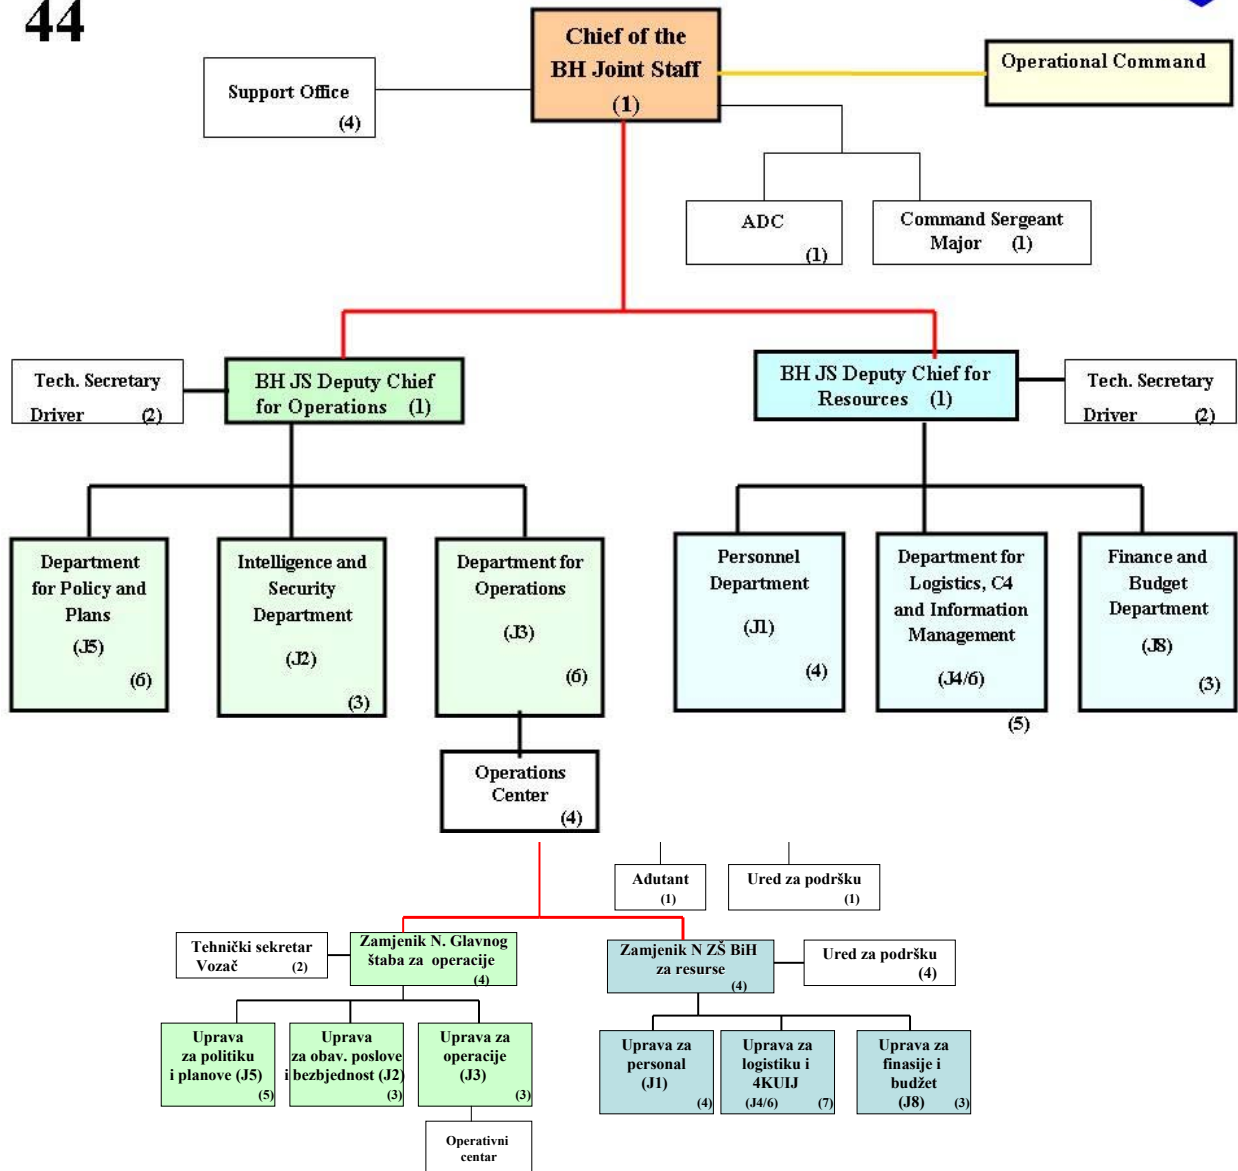 44
Chief of the
BH Joint Staff
(1)
Operational Command
Support Office
(4)
ADC
(1)
Command Sergeant
Major (1)
Tech. Secretary
Driver (2)
BH JS Deputy Chief
for Operations (1)
BH JS Deputy Chief for
Resources (1)
Tech. Secretary
Driver (2)
Department
for Policy and
Plans
(J5)
(6)
Intelligence and
Security
Department
(J2)
(3)
Department for
Operations
(J3)
(6)
Personnel
Department
(J1)
(4)
Department for
Logistics, C4
and Information
Management
(J4/6)
(5)
Finance and
Budget
Department
(J8)
(3)
Operations
Center
(4)
Ađutant
(1)
Ured za podršku
(1)
Tehnički sekretar
Vozač (2)
Zamjenik N. Glavnog
štaba za operacije
(4)
Zamjenik N ZŠ BiH
za resurse
(4)
Ured za podršku
(4)
Uprava
za politiku
i planove (J5)
(5)
Uprava
za obav. poslove
i bezbjednost (J2)
(3)
Uprava za
operacije
(J3)
(3)
Uprava za
personal
(J1)
(4)
Uprava za
logistiku i
4KUIJ
(J4/6) (7)
Uprava za
finasije i
budžet
(J8) (3)
Operativni
centar